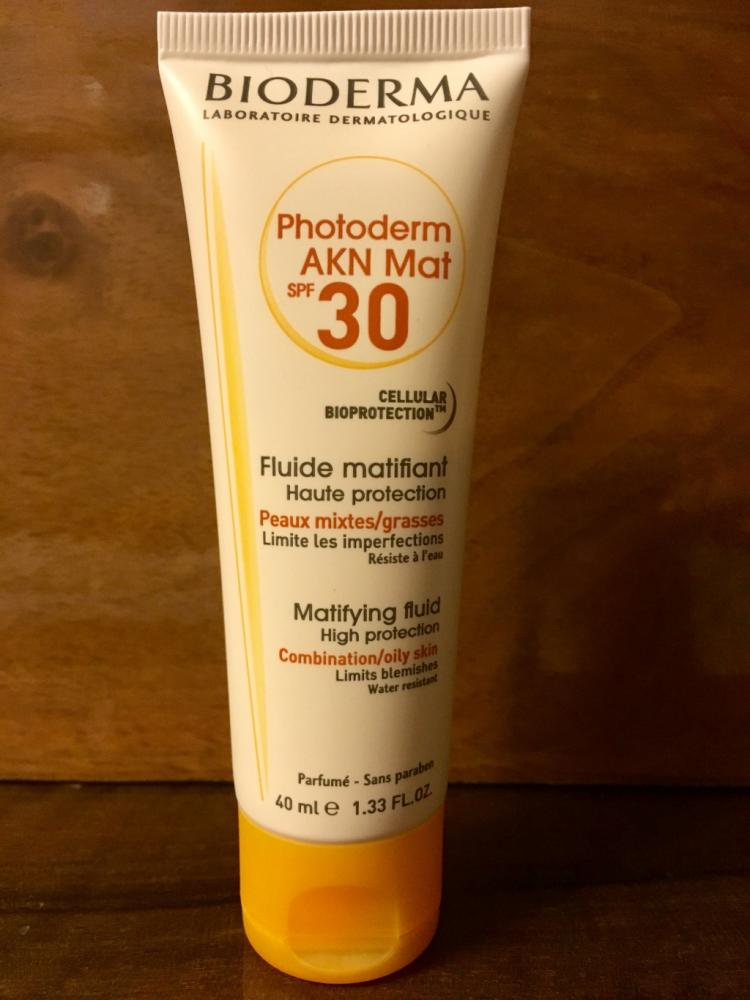 BIODERMA
LABORATOIRE DERMATOLOGIQUE
Photoderm
AKN Mat
SPF 30
CELLULAR
BIOPROTECTION™
Fluide matifiant
Haute protection
Peaux mixtes/grasses
Limite les imperfections
Résiste à l'eau
Matifying fluid
High protection
Combination/oily skin
Limits blemishes
Water resistant
Parfumé - Sans paraben
40 ml ℮ 1.33 FL.OZ.